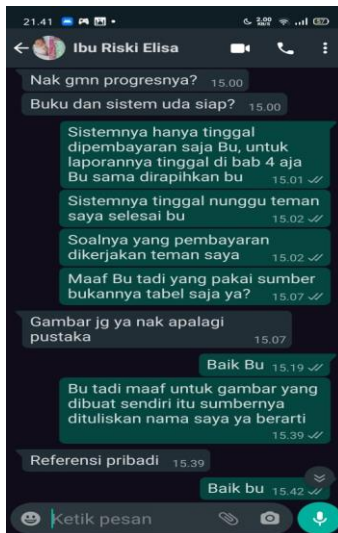 21.41
Ibu Riski Elisa
Nak gmn progresnya? 15.00
Buku dan sistem uda siap? 15.00
Sistemnya hanya tinggal
dipembayaran saja Bu, untuk
laporannya tinggal di bab 4 aja
Bu sama dirapihkan bu 15.01
Sistemnya tinggal nunggu teman
saya selesai bu 15.02
Soalnya yang pembayaran
dikerjakan teman saya 15.02
Maaf Bu tadi yang pakai sumber
bukannya tabel saja ya? 15.07
Gambar jg ya nak apalagi
pustaka 15.07
Baik Bu 15.19
Bu tadi maaf untuk gambar yang
dibuat sendiri itu sumbernya
dituliskan nama saya ya berarti
15.39
Referensi pribadi 15.39
Baik bu 15.42
Ketik pesan